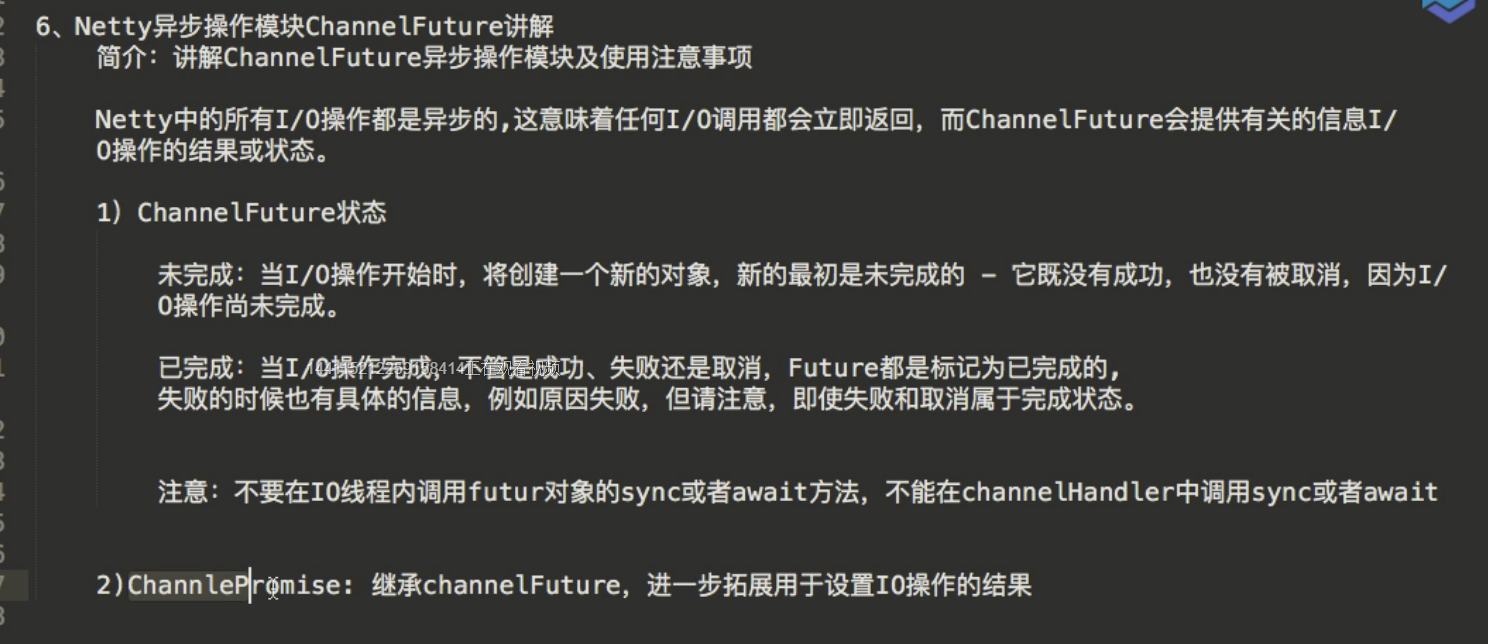 6、Netty异步操作模块ChannelFuture讲解
简介：讲解ChannelFuture异步操作模块及使用注意事项
Netty中的所有I/O操作都是异步的,这意味着任何I/O调用都会立即返回，而ChannelFuture会提供有关的信息I/
O操作的结果或状态。
1）ChannelFuture状态
未完成：当I/O操作开始时，将创建一个新的对象，新的最初是未完成的 - 它既没有成功，也没有被取消，因为I/
O操作尚未完成。
已完成：当I/O操作完成，不管是成功、失败还是取消，Future都是标记为已完成的,
失败的时候也有具体的信息，例如原因失败，但请注意，即使失败和取消属于完成状态。
正在观看视频
注意：不要在IO线程内调用futur对象的sync或者await方法，不能在channelHandler中调用sync或者await
2)ChannlePromise: 继承channelFuture，进一步拓展用于设置IO操作的结果